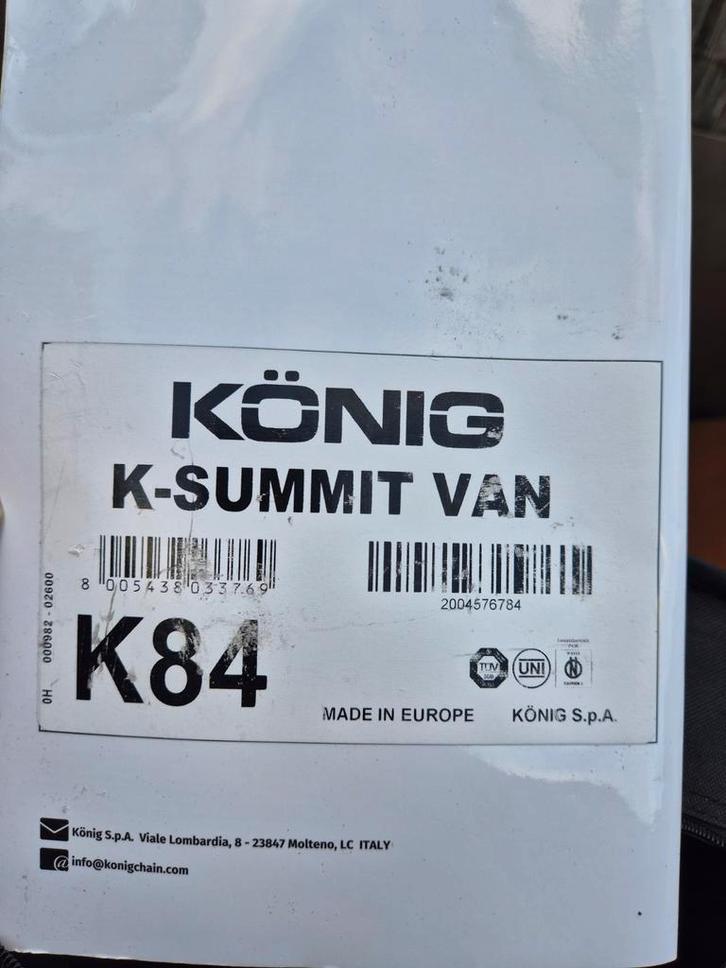 KÖNIG
K-SUMMIT VAN
8 005438 033769
2004576784
OH 000982 - 02600
K84
TÜV
UNI
MADE IN EUROPE KÖNIG S.p.A.
König S.p.A. Viale Lombardia, 8 - 23847 Molteno, LC ITALY
@ info@konigchain.com